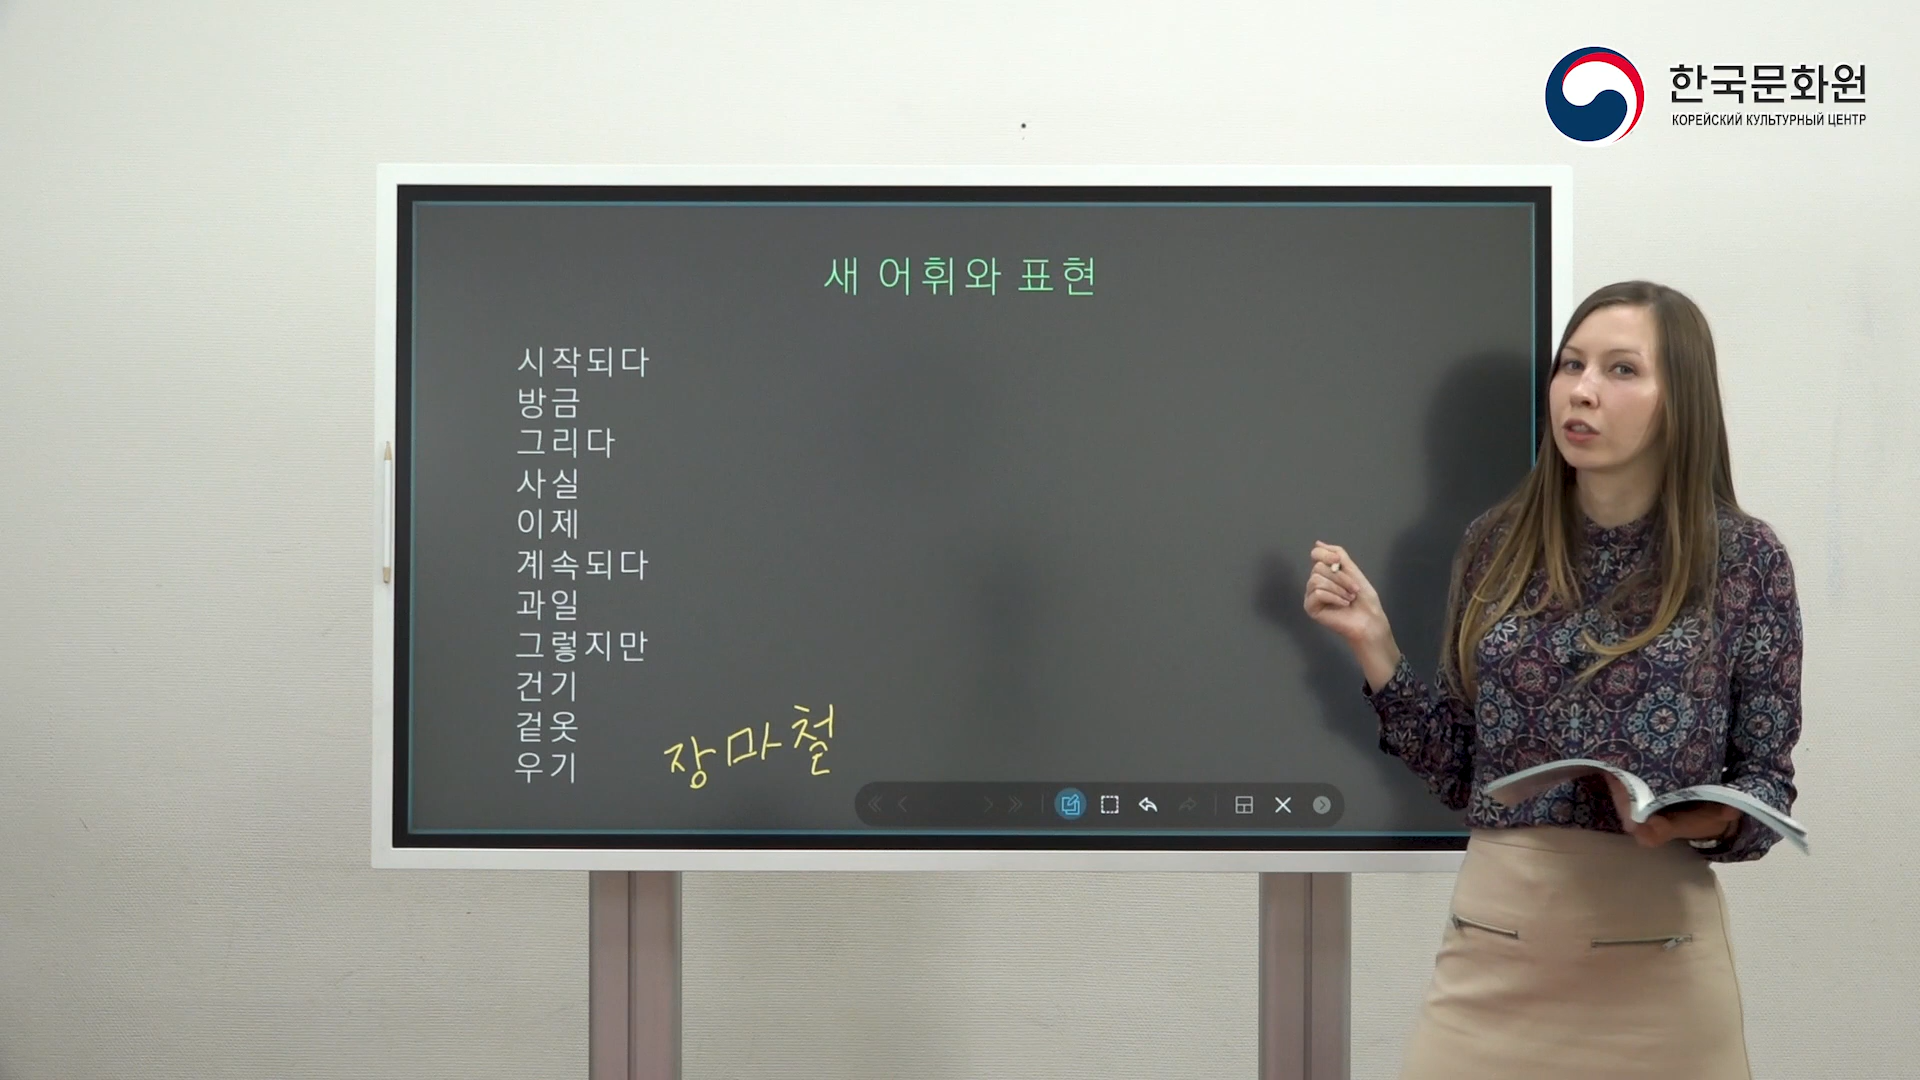 한국문화원
КОРЕЙСКИЙ КУЛЬТУРНЫЙ ЦЕНТР
새 어휘와 표현
시작되다
방금
그리다
사실
이제
계속되다
과일
그렇지만
건기
겉옷
우기
장마철